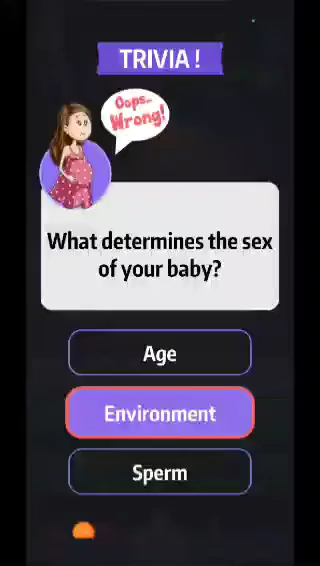 TRIVIA !
Oops..
Wrong!
What determines the sex
of your baby?
Age
Environment
Sperm